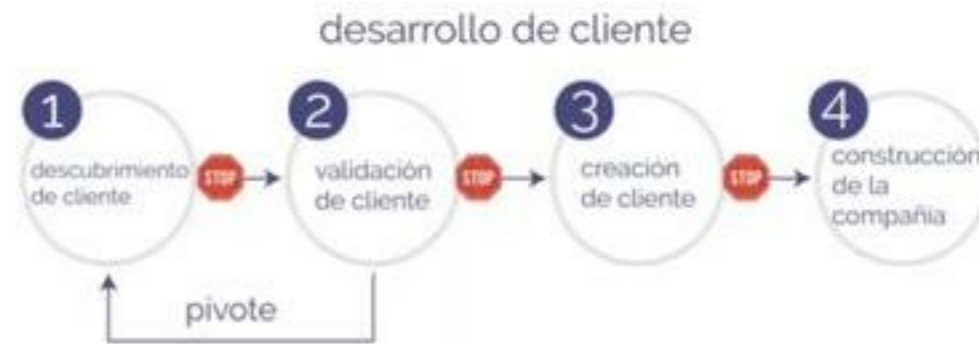 desarrollo de cliente
1
descubrimiento
de cliente
STOP
2
validación
de cliente
STOP
3
creación
de cliente
STOP
4
construcción
de la
compañia
pivote